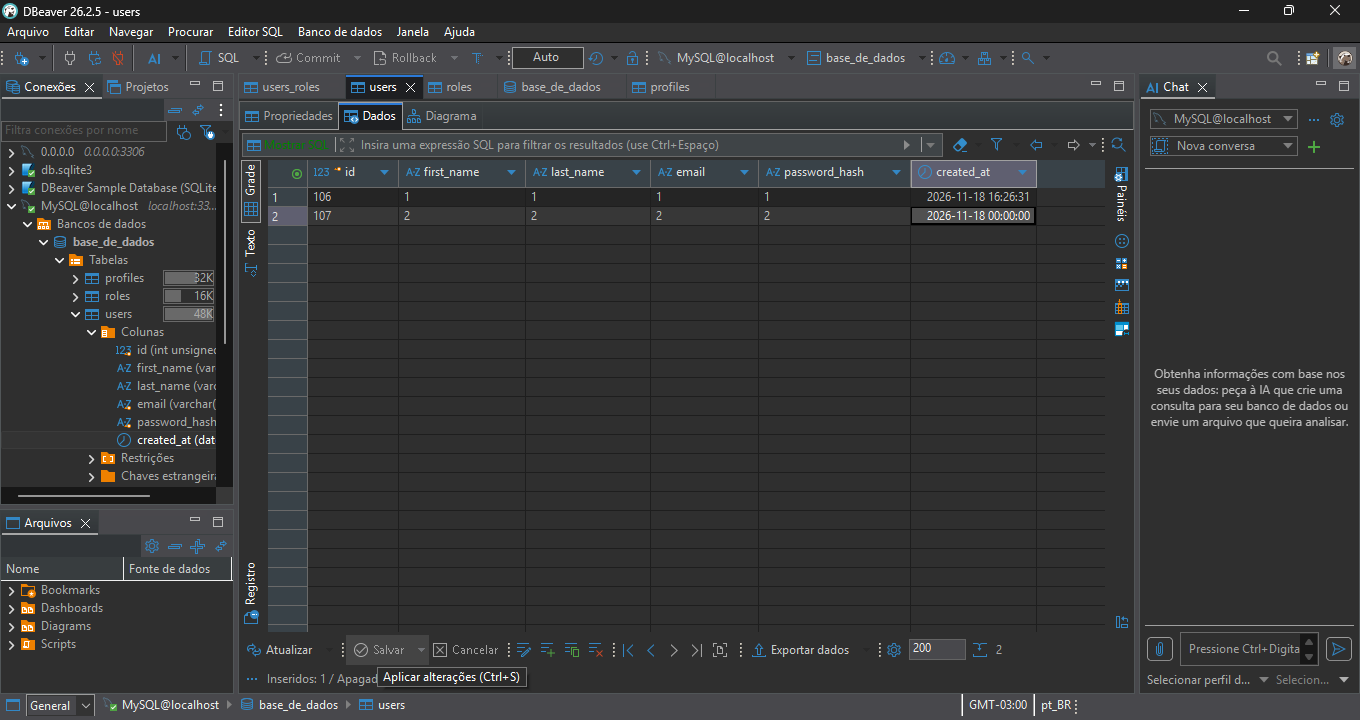 DBeaver 26.2.5 - users
Arquivo Editar Navegar Procurar Editor SQL Banco de dados Janela Ajuda
AI SQL Commit Rollback T Auto MySQL@localhost base_de_dados
Conexões Projetos
Filtra conexões por nome
0.0.0.0 0.0.0.0:3306
db.sqlite3
DBeaver Sample Database (SQLite
MySQL@localhost localhost:33...
Bancos de dados
base_de_dados
Tabelas
profiles 32K
roles 16K
users 48K
Colunas
123 id (int unsigned
A-Z first_name (var
A-Z last_name (varc
A-Z email (varchar(
A-Z password_hash
created_at (dat
Restrições
Chaves estrangeira
Arquivos
Nome Fonte de dados
Bookmarks
Dashboards
Diagrams
Scripts
users_roles users roles base_de_dados profiles
Propriedades Dados Diagrama
Mostrar SQL Insira uma expressão SQL para filtrar os resultados (use Ctrl+Espaço)
Grade
Texto
Registro
123 id A-Z first_name A-Z last_name A-Z email A-Z password_hash created_at
1 106 1 1 1 1 2026-11-18 16:26:31
2 107 2 2 2 2 2026-11-18 00:00:00
Painéis
Atualizar Salvar Cancelar Exportar dados 200 2
... Inseridos: 1 / Apagad
Aplicar alterações (Ctrl+S)
AI Chat
MySQL@localhost ...
Nova conversa
Obtenha informações com base nos
seus dados: peça à IA que crie uma
consulta para seu banco de dados ou
envie um arquivo que queira analisar.
Pressione Ctrl+Digita
Selecionar perfil d... Selecion...
General MySQL@localhost base_de_dados users GMT-03:00 pt_BR